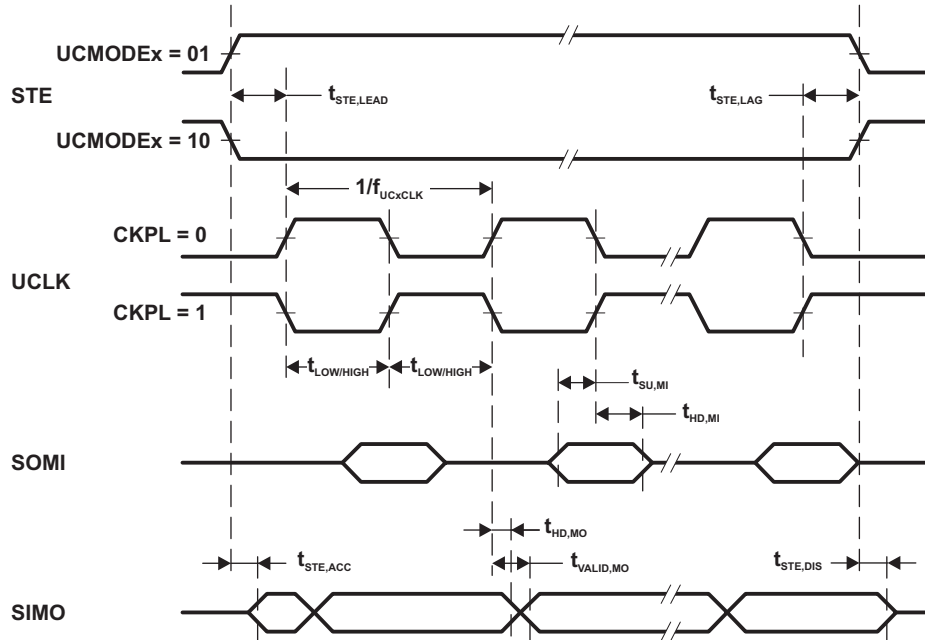 UCMODEx = 01
STE
tSTE,LEAD
tSTE,LAG
UCMODEx = 10
1/fUCxCLK
CKPL = 0
UCLK
CKPL = 1
tLOW/HIGH tLOW/HIGH
tSU,MI
tHD,MI
SOMI
tHD,MO
tSTE,ACC
tVALID,MO
tSTE,DIS
SIMO